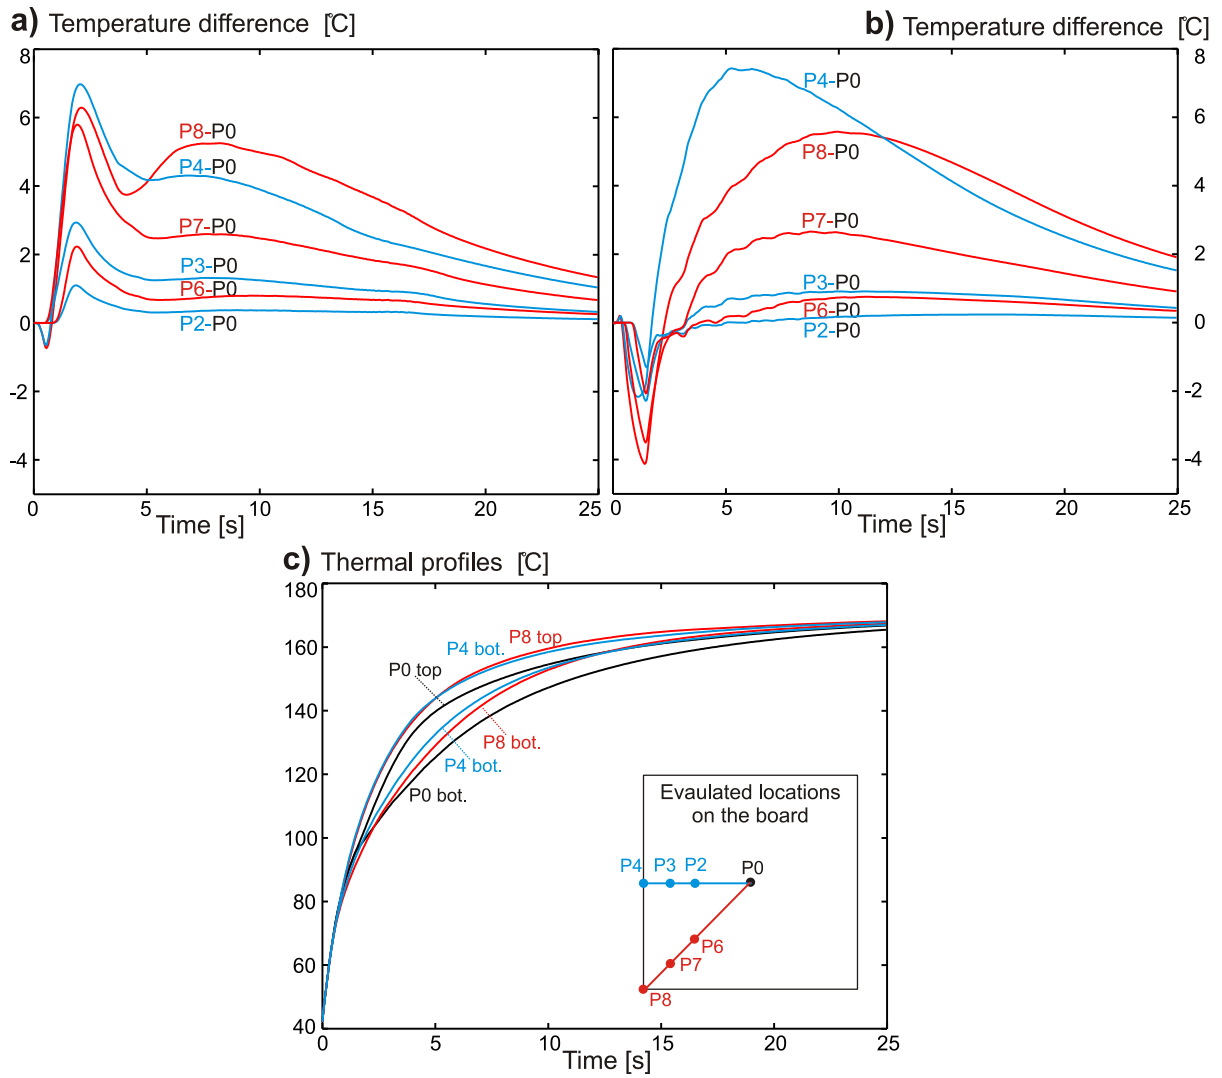 a) Temperature difference [℃]
8
6
4
2
0
-2
-4
P8-P0
P4-P0
P7-P0
P3-P0
P6-P0
P2-P0
0 5 10 15 20 25
Time [s]
b) Temperature difference [℃]
8
6
4
2
0
-2
-4
P4-P0
P8-P0
P7-P0
P3-P0
P6-P0
P2-P0
0 5 10 15 20 25
Time [s]
c) Thermal profiles [℃]
180
160
140
120
100
80
60
40
P8 top
P4 bot.
P0 top
P8 bot.
P4 bot.
P0 bot.
Evaulated locations
on the board
P4 P3 P2 P0
P6
P7
P8
0 5 10 15 20 25
Time [s]